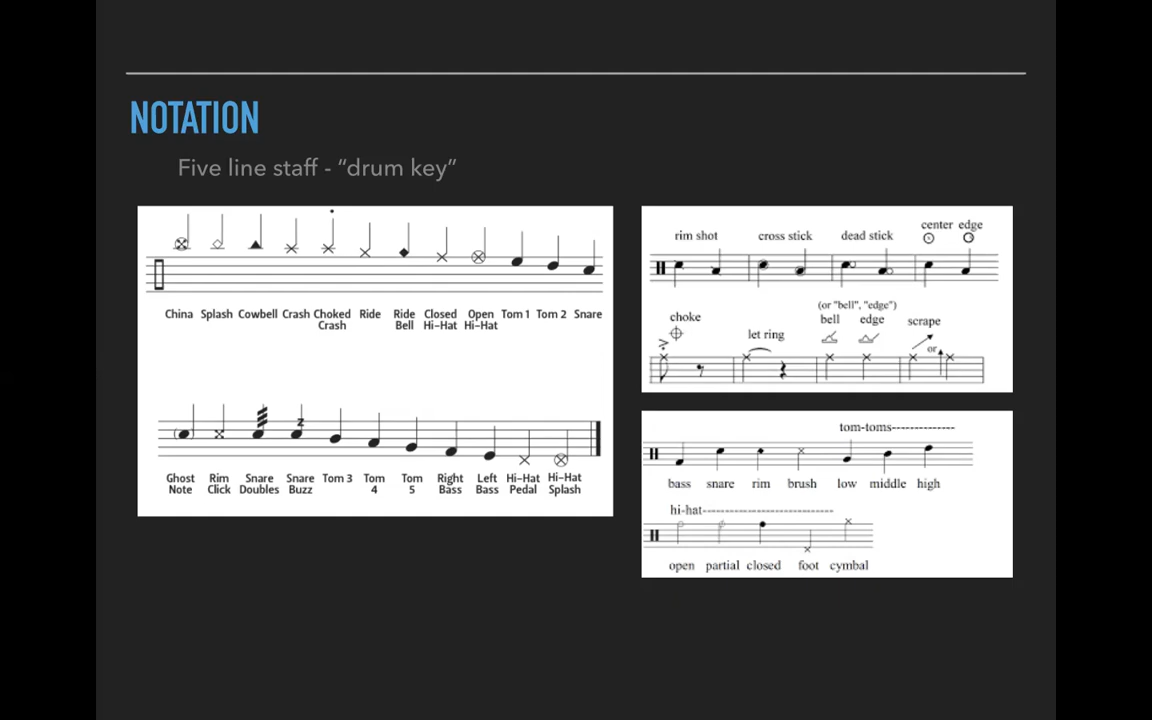 NOTATION
Five line staff - “drum key”
China Splash Cowbell Crash Choked Ride Ride Closed Open Tom 1 Tom 2 Snare
Crash Bell Hi-Hat Hi-Hat
z
Ghost Rim Snare Snare Tom 3 Tom Tom Right Left Hi-Hat Hi-Hat
Note Click Doubles Buzz 4 5 Bass Bass Pedal Splash
rim shot cross stick dead stick center edge
(or "bell", "edge")
choke let ring bell edge scrape
or
tom-toms
bass snare rim brush low middle high
hi-hat
open partial closed foot cymbal